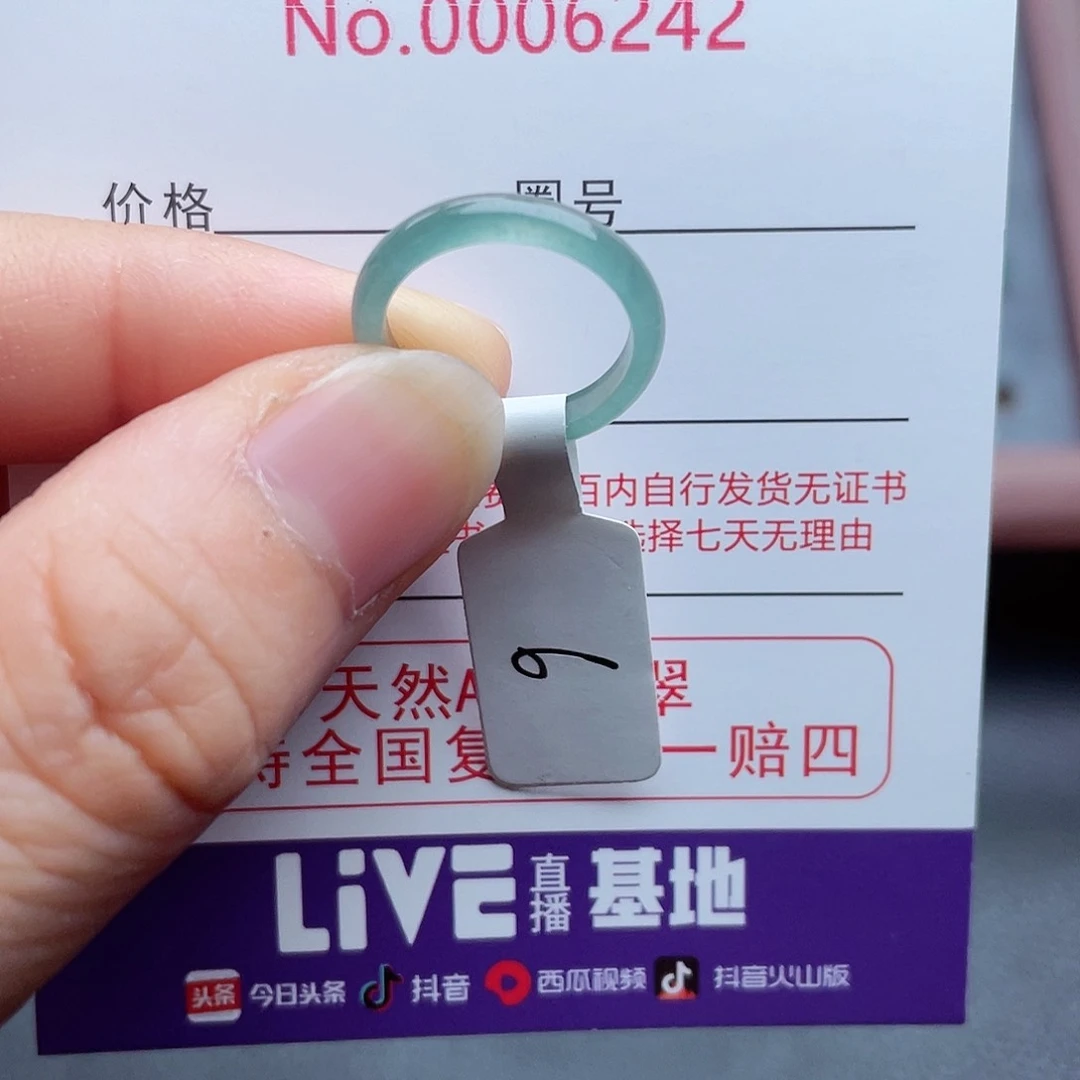 No.0006242
价格 圈号
百内自行发货无证书
选择七天无理由
天然A 翠
持全国复 一赔四
LiVE 直播 基地
头条 今日头条 抖音 西瓜视频 抖音火山版